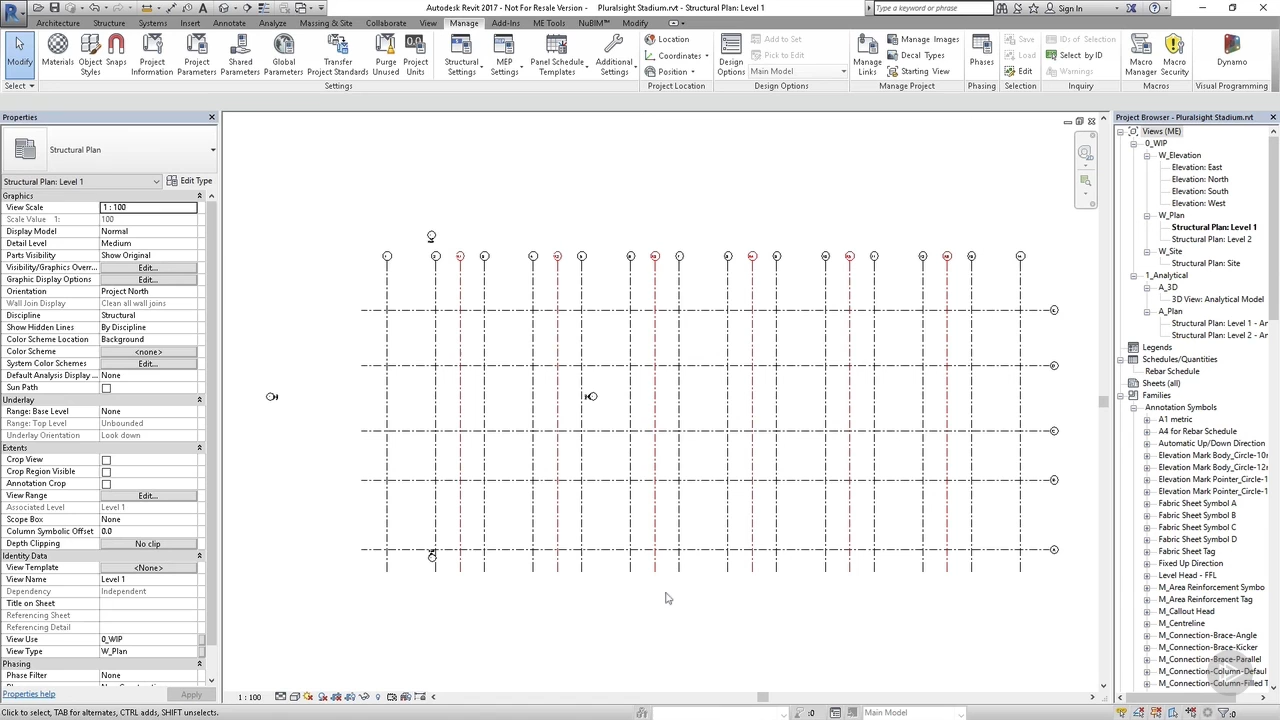 Autodesk Revit 2017 - Not For Resale Version - Pluralsight Stadium.rvt - Structural Plan: Level 1
Type a keyword or phrase
Sign In
Architecture Structure Systems Insert Annotate Analyze Massing & Site Collaborate View Manage Add-Ins ME Tools NuBIM™ Modify
Modify
Materials
Object Styles
Snaps
Project Information
Project Parameters
Shared Parameters
Global Parameters
Transfer Project Standards
Purge Unused
Project Units
Structural Settings
MEP Settings
Panel Schedule Templates
Additional Settings
Location
Coordinates
Position
Design Options
Add to Set
Pick to Edit
Main Model
Manage Links
Manage Images
Decal Types
Starting View
Phases
Save
Load
Edit
IDs of Selection
Select by ID
Warnings
Macro Manager
Macro Security
Dynamo
Select
Settings
Project Location
Design Options
Manage Project
Phasing
Selection
Inquiry
Macros
Visual Programming
Properties
Structural Plan
Structural Plan: Level 1
Edit Type
Graphics
View Scale 1 : 100
Scale Value 1: 100
Display Model Normal
Detail Level Medium
Parts Visibility Show Original
Visibility/Graphics Overr... Edit...
Graphic Display Options Edit...
Orientation Project North
Wall Join Display Clean all wall joins
Discipline Structural
Show Hidden Lines By Discipline
Color Scheme Location Background
Color Scheme <none>
System Color Schemes Edit...
Default Analysis Display ... None
Sun Path
Underlay
Range: Base Level None
Range: Top Level Unbounded
Underlay Orientation Look down
Extents
Crop View
Crop Region Visible
Annotation Crop
View Range Edit...
Associated Level Level 1
Scope Box None
Column Symbolic Offset 0.0
Depth Clipping No clip
Identity Data
View Template <None>
View Name Level 1
Dependency Independent
Title on Sheet
Referencing Sheet
Referencing Detail
View Use 0_WIP
View Type W_Plan
Phasing
Phase Filter None
Properties help
Apply
1 : 100
Project Browser - Pluralsight Stadium.rvt
Views (ME)
0_WIP
W_Elevation
Elevation: East
Elevation: North
Elevation: South
Elevation: West
W_Plan
Structural Plan: Level 1
Structural Plan: Level 2
W_Site
Structural Plan: Site
1_Analytical
A_3D
3D View: Analytical Model
A_Plan
Structural Plan: Level 1 - An
Structural Plan: Level 2 - An
Legends
Schedules/Quantities
Rebar Schedule
Sheets (all)
Families
Annotation Symbols
A1 metric
A4 for Rebar Schedule
Automatic Up/Down Direction
Elevation Mark Body_Circle-10
Elevation Mark Body_Circle-12
Elevation Mark Pointer_Circle-1
Elevation Mark Pointer_Circle-1
Fabric Sheet Symbol A
Fabric Sheet Symbol B
Fabric Sheet Symbol C
Fabric Sheet Symbol D
Fabric Sheet Tag
Fixed Up Direction
Level Head - FFL
M_Area Reinforcement Symbo
M_Area Reinforcement Tag
M_Callout Head
M_Centreline
M_Connection-Brace-Angle
M_Connection-Brace-Kicker
M_Connection-Brace-Parallel
M_Connection-Column-Defaul
M_Connection-Column-Filled T
Click to select, TAB for alternates, CTRL adds, SHIFT unselects.
:0
Main Model
:0